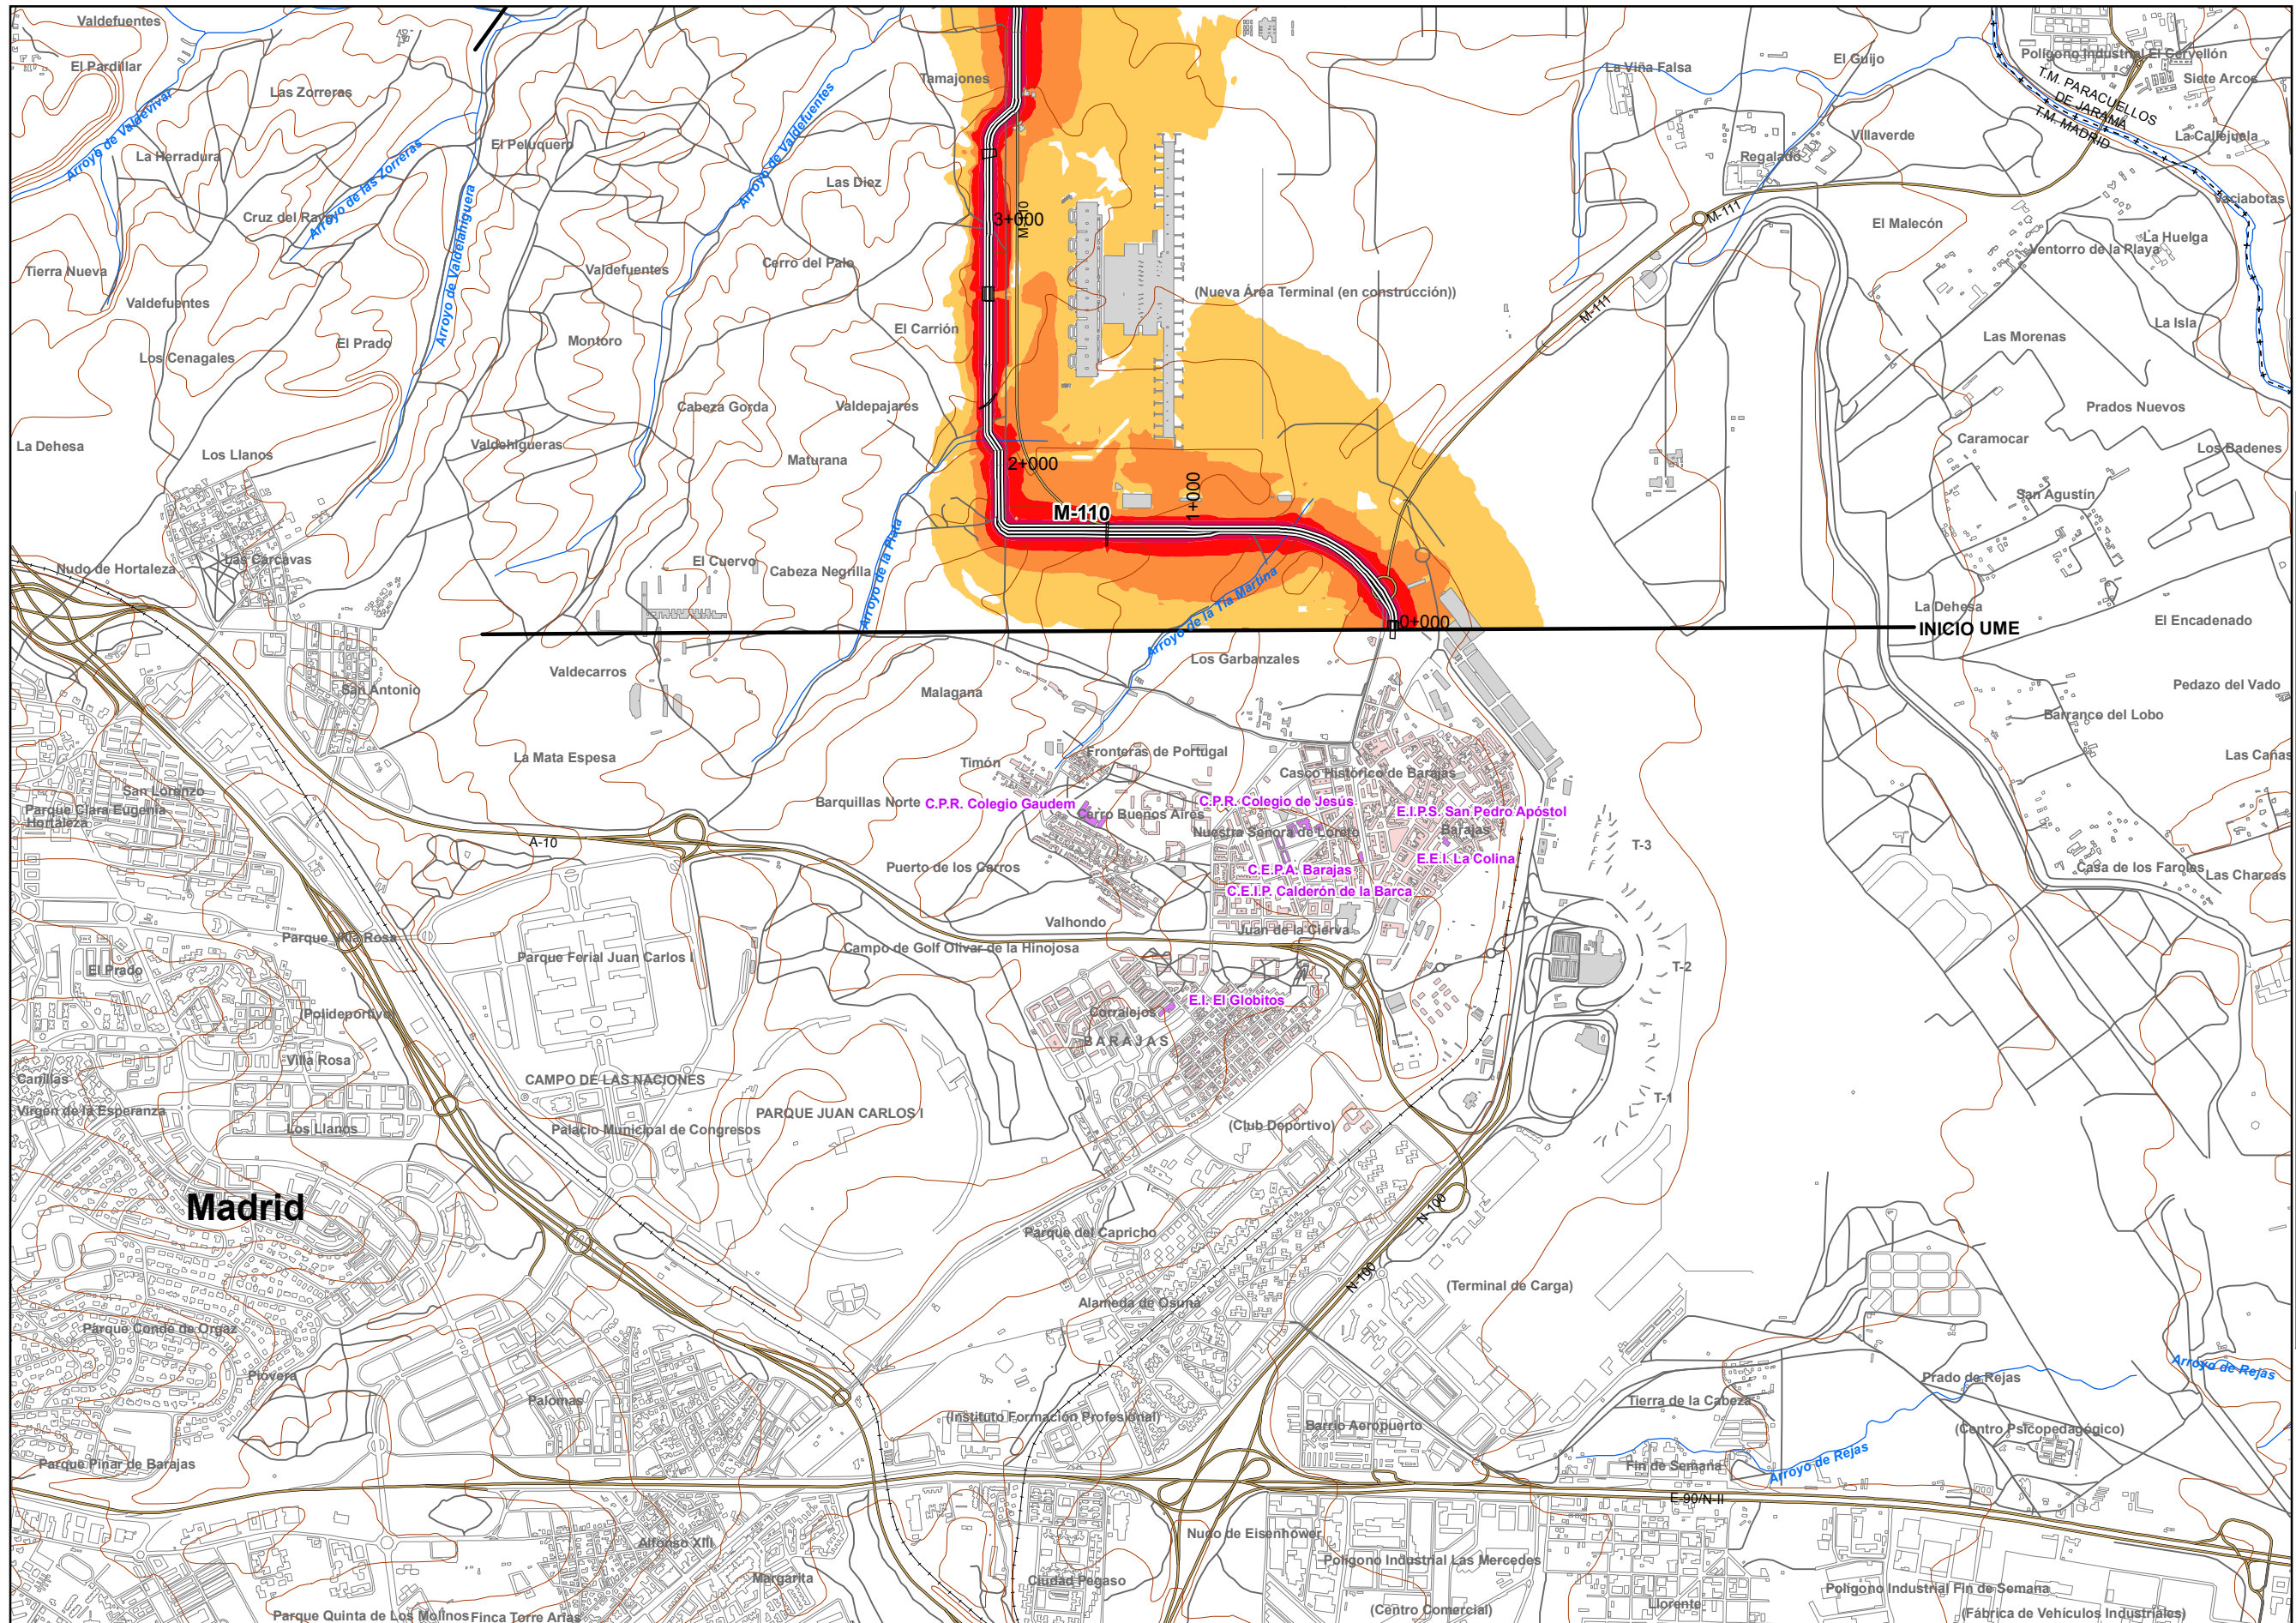 Valdefuentes
El Pardillar
Las Zorreras
Arroyo de Valdevivar
La Herradura
Arroyo de las Zorreras
Cruz del Rayo
Tierra Nueva
Valdefuentes
Los Cenagales
El Prado
La Dehesa
Los Llanos
El Peluquero
Arroyo de Valdelahiguera
Arroyo de Valdefuentes
Valdefuentes
Montoro
Valdehigueras
Tamajones
Las Diez
Cerro del Palo
El Carrión
Cabeza Gorda
Valdepajares
Maturana
3+000
2+000
M-110
1+000
0+000
(Nueva Área Terminal (en construcción))
La Viña Falsa
El Guijo
Polígono Industrial El Cervellón
Siete Arcos
T.M. PARACUELLOS
DE JARAMA
T.M. MADRID
La Callejuela
Villaverde
Regalado
Vaciabotas
M-111
El Malecón
La Huelga
Ventorro de la Playa
M-111
La Isla
Las Morenas
Prados Nuevos
Caramocar
Los Badenes
San Agustín
Nudo de Hortaleza
Las Cárcavas
El Cuervo
Cabeza Negrilla
Arroyo de la Plata
Arroyo de la Tía Martina
La Dehesa
INICIO UME
El Encadenado
Los Garbanzales
Valdecarros
Malagana
San Antonio
Pedazo del Vado
Barranco del Lobo
Las Cañas
La Mata Espesa
Timón
Fronteras de Portugal
Casco Histórico de Barajas
San Lorenzo
Parque Clara Eugenia
Hortaleza
Barquillas Norte
C.P.R. Colegio Gaudem
Cerro Buenos Aires
C.P.R. Colegio de Jesús
E.I.P.S. San Pedro Apóstol
Nuestra Señora de Loreto
Barajas
A-10
T-3
Puerto de los Carros
C.E.P.A. Barajas
E.E.I. La Colina
C.E.I.P. Calderón de la Barca
Casa de los Faroles
Las Charcas
Valhondo
Juan de la Cierva
Parque Villa Rosa
Campo de Golf Olivar de la Hinojosa
Parque Ferial Juan Carlos I
El Prado
T-2
E.I. El Globitos
Corralejos
(Polideportivo)
BARAJAS
Villa Rosa
Canillas
CAMPO DE LAS NACIONES
T-1
Virgen de la Esperanza
PARQUE JUAN CARLOS I
Los Llanos
Palacio Municipal de Congresos
(Club Deportivo)
Madrid
N-100
Parque del Capricho
N-100
(Terminal de Carga)
Alameda de Osuna
Parque Conde de Orgaz
Piovera
Arroyo de Rejas
Prado de Rejas
Palomas
Tierra de la Cabeza
(Instituto Formación Profesional)
Barrio Aeropuerto
(Centro Psicopedagógico)
Parque Pinar de Barajas
Fin de Semana
Arroyo de Rejas
E-90/N-II
Nudo de Eisenhower
Alfonso XIII
Polígono Industrial Las Mercedes
Margarita
Ciudad Pegaso
Polígono Industrial Fin de Semana
Parque Quinta de Los Molinos
Finca Torre Arias
(Centro Comercial)
Llorente
(Fábrica de Vehículos Industriales)